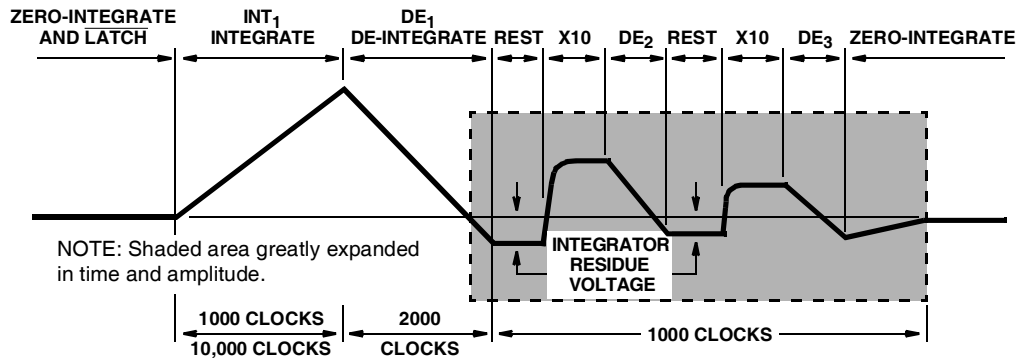 ZERO-INTEGRATE
AND LATCH
INT1
INTEGRATE
DE1
DE-INTEGRATE
REST
X10
DE2
REST
X10
DE3
ZERO-INTEGRATE
NOTE: Shaded area greatly expanded
in time and amplitude.
INTEGRATOR
RESIDUE
VOLTAGE
1000 CLOCKS
10,000 CLOCKS
2000
CLOCKS
1000 CLOCKS